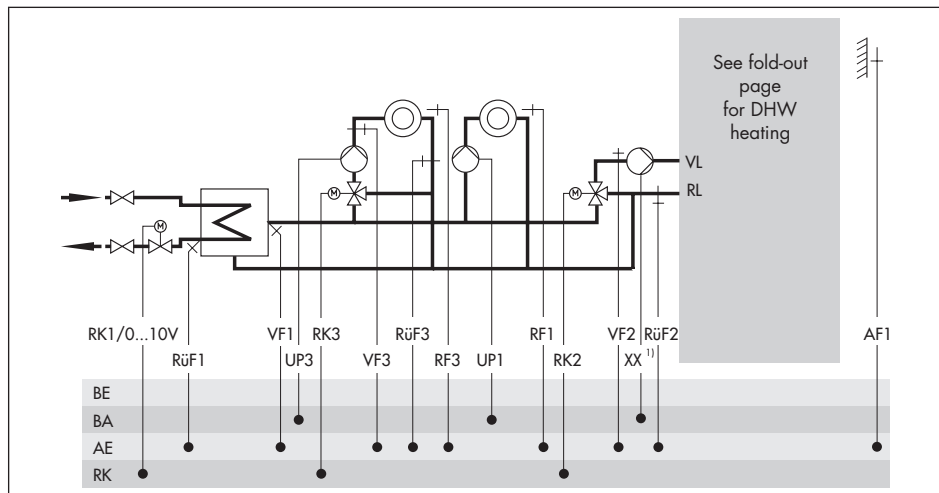 See fold-out
page
for DHW
heating
VL
RL
M
M
M
RK1/0...10V
RüF1
VF1
UP3
RK3
VF3
RüF3
RF3
UP1
RF1
RK2
VF2
XX 1)
RüF2
AF1
BE
BA
AE
RK